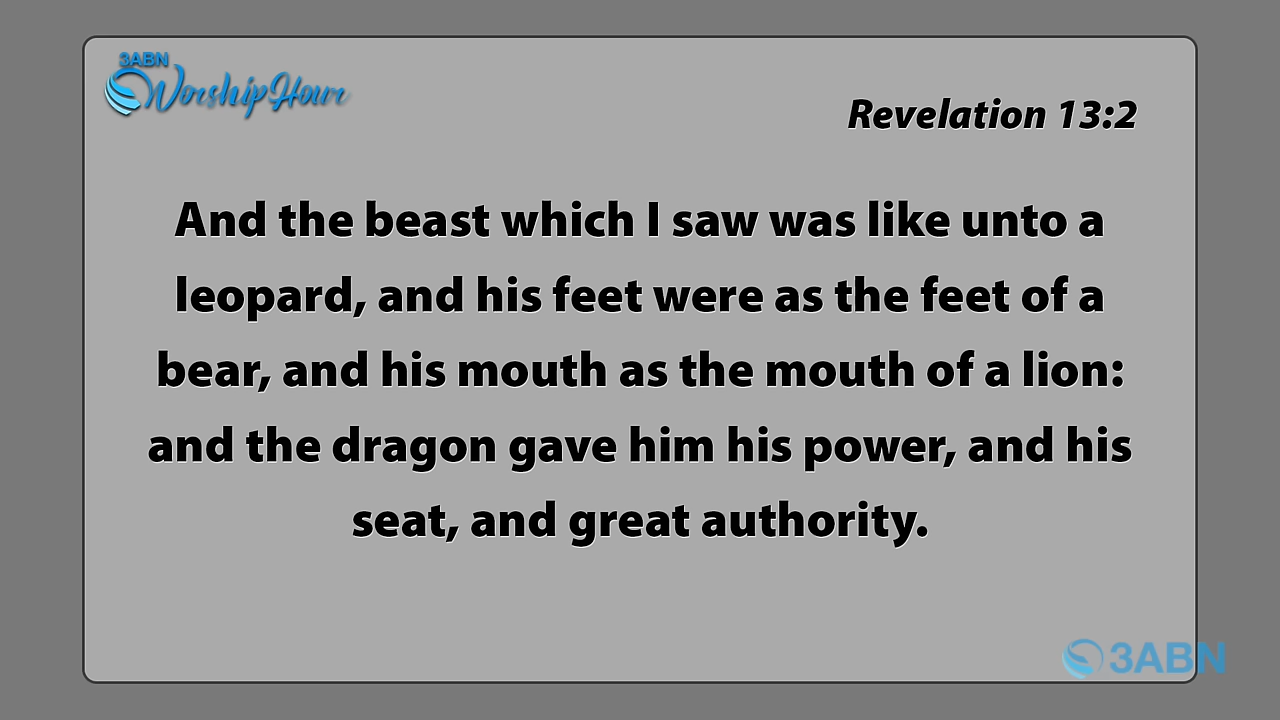 3ABN
Worship Hour
Revelation 13:2
And the beast which I saw was like unto a
leopard, and his feet were as the feet of a
bear, and his mouth as the mouth of a lion:
and the dragon gave him his power, and his
seat, and great authority.
3ABN